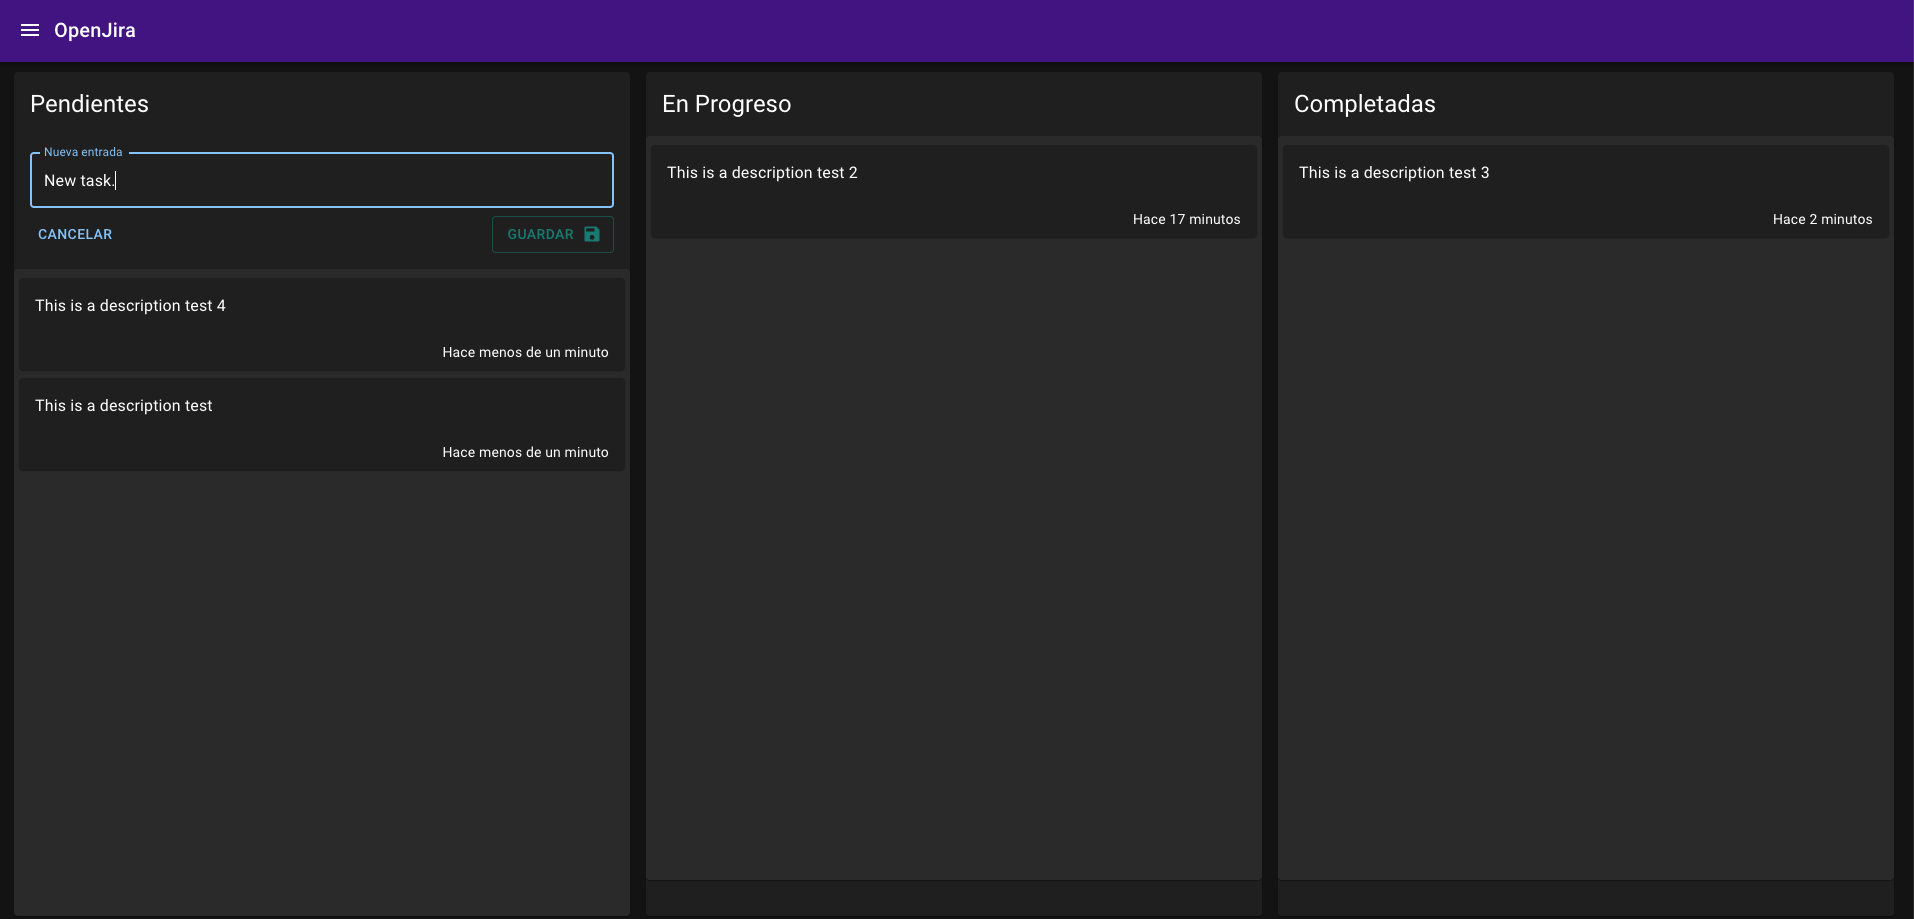 OpenJira
Pendientes
Nueva entrada
New task.
CANCELAR
GUARDAR
This is a description test 4
Hace menos de un minuto
This is a description test
Hace menos de un minuto
En Progreso
This is a description test 2
Hace 17 minutos
Completadas
This is a description test 3
Hace 2 minutos